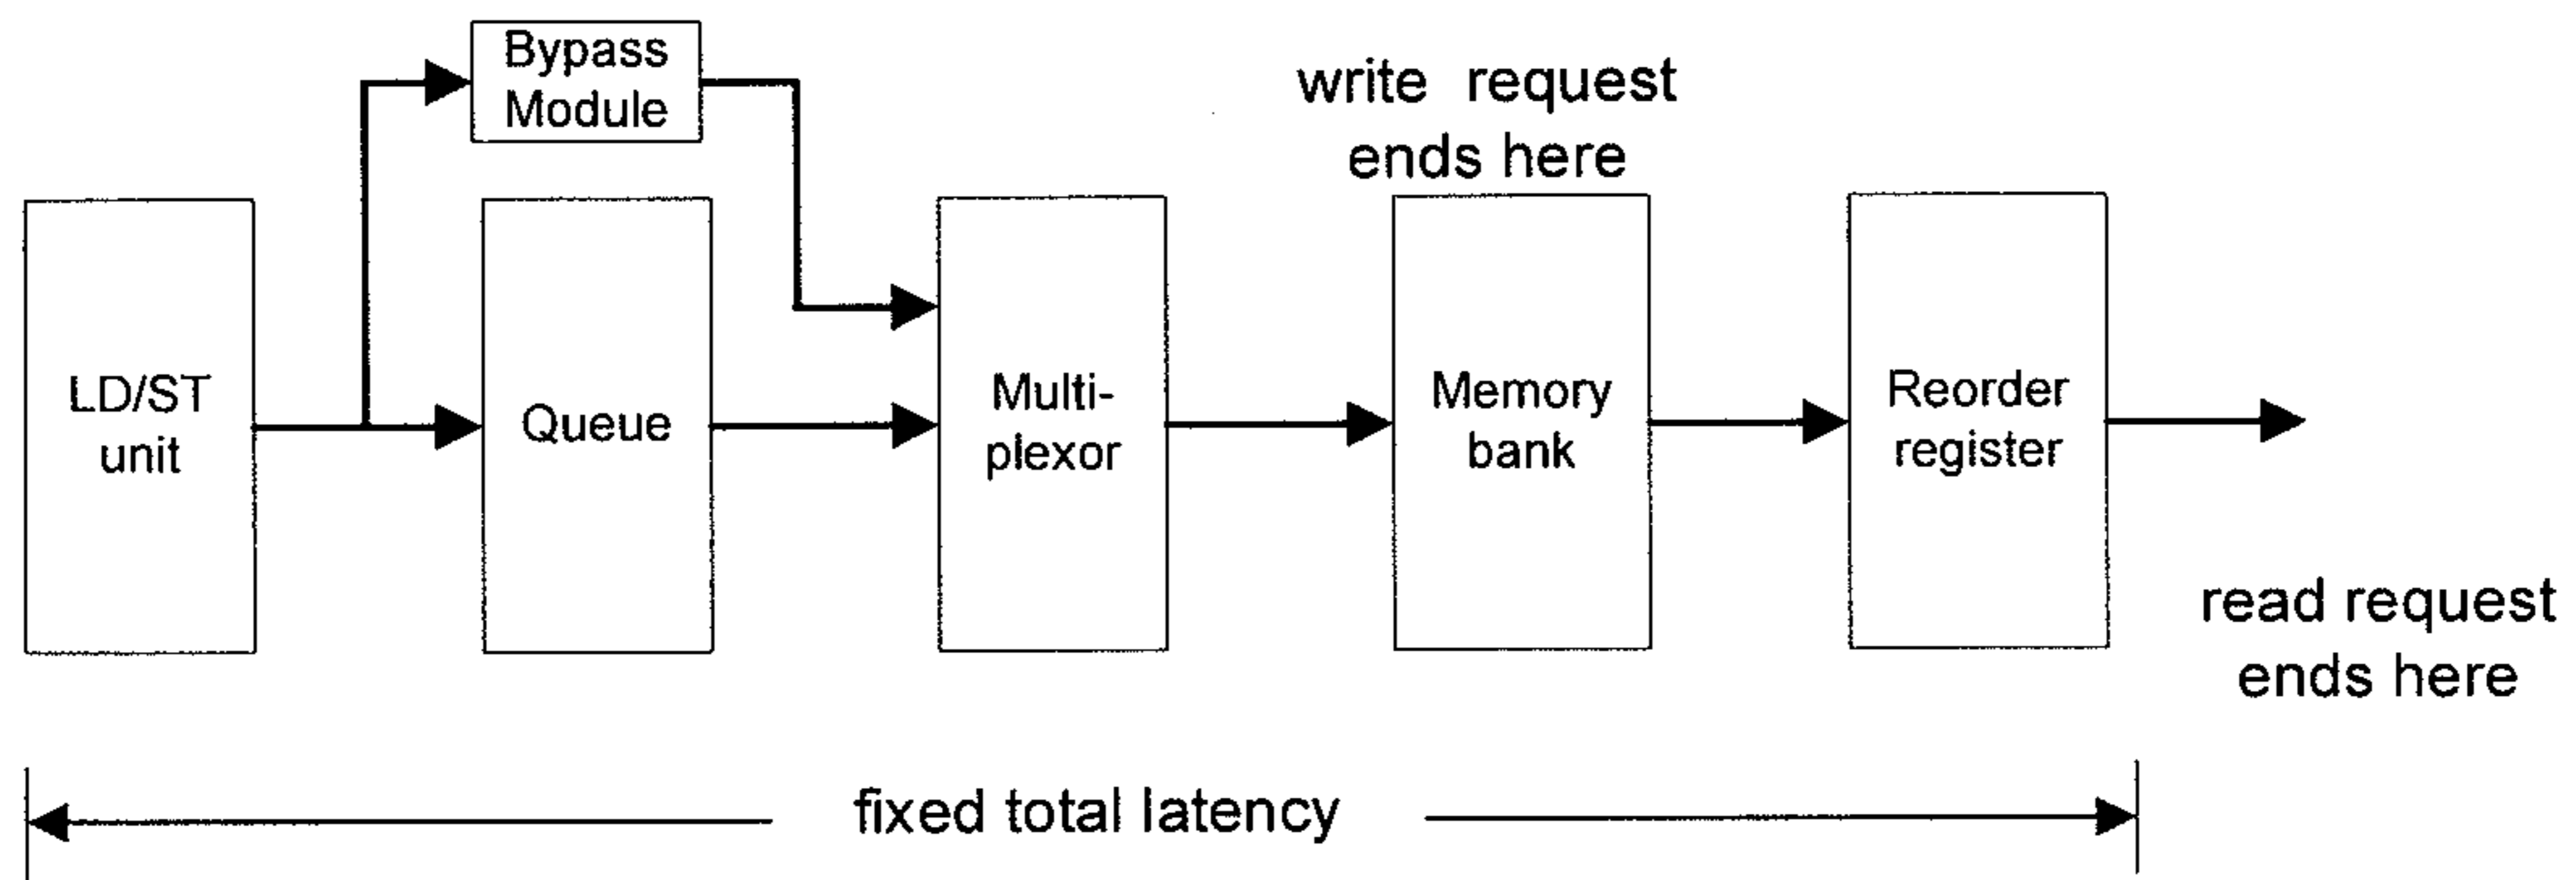 Bypass
Module
write request
ends here
LD/ST
unit
Queue
Multi-
plexor
Memory
bank
Reorder
register
read request
ends here
fixed total latency